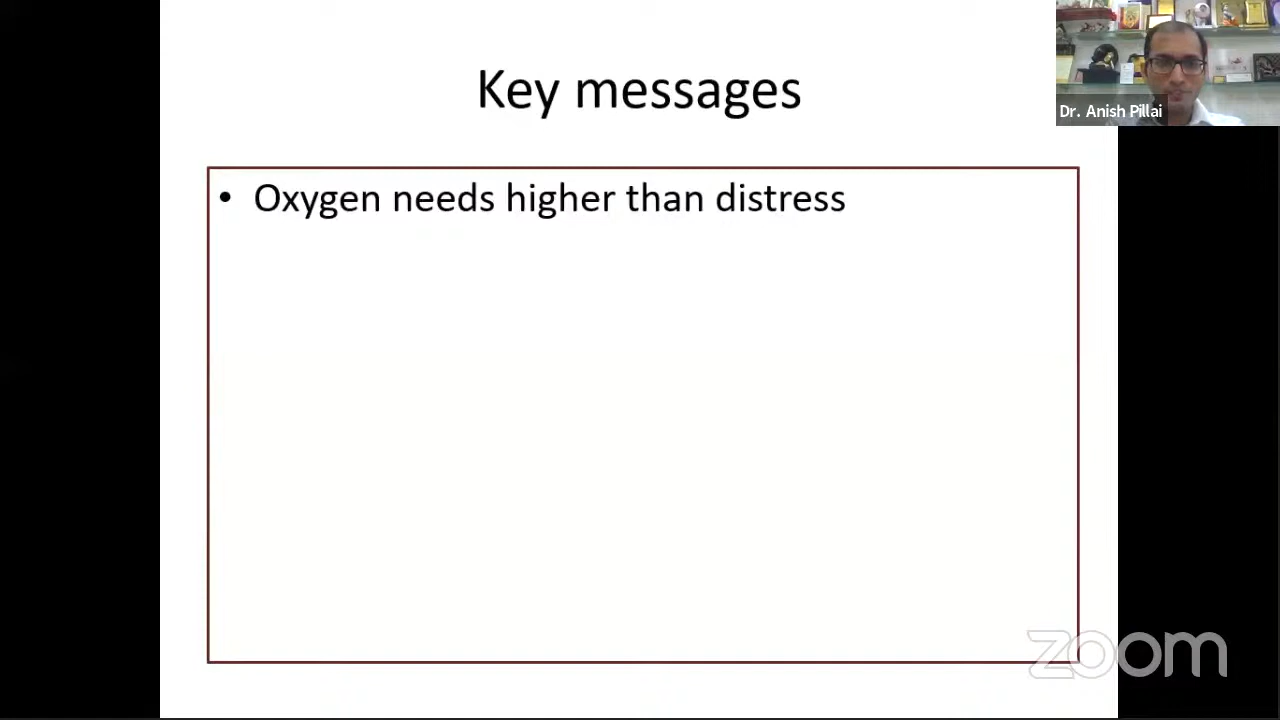 Key messages
Dr. Anish Pillai
• Oxygen needs higher than distress
zoom